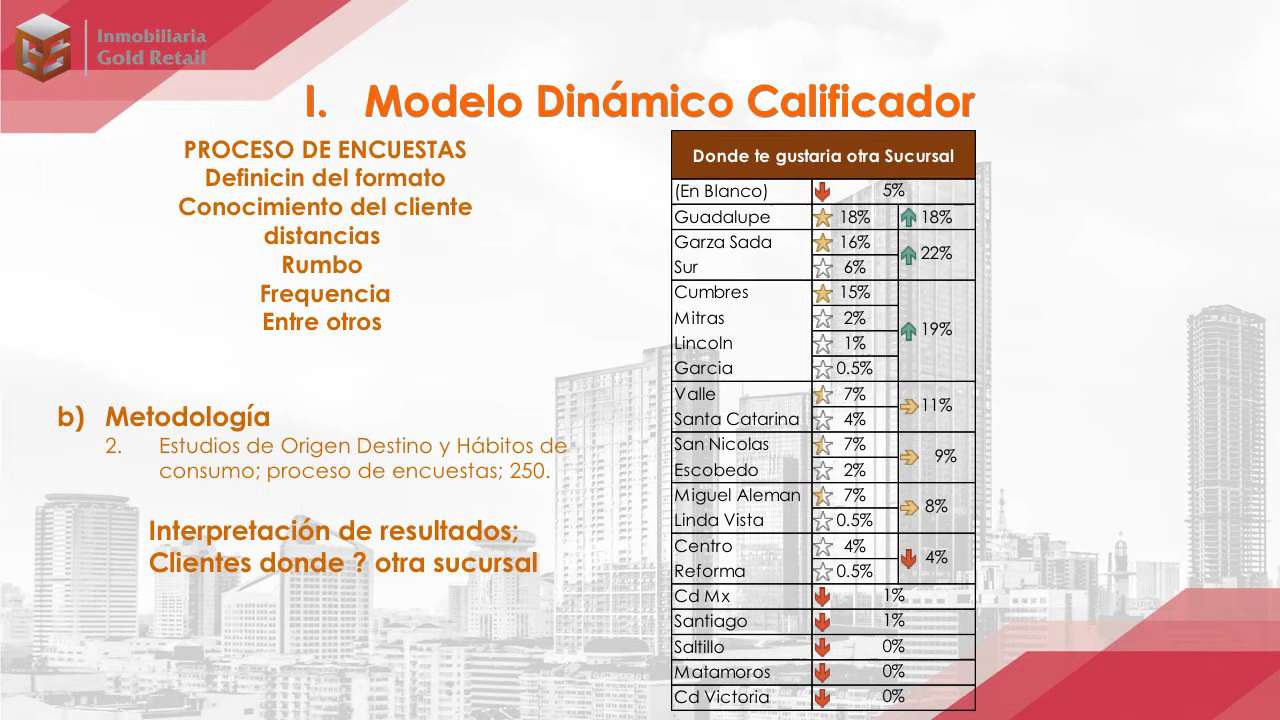 Inmobiliaria
Gold Retail
I. Modelo Dinámico Calificador
PROCESO DE ENCUESTAS
Definicin del formato
Conocimiento del cliente
distancias
Rumbo
Frequencia
Entre otros
b) Metodología
2. Estudios de Origen Destino y Hábitos de
consumo; proceso de encuestas; 250.
Interpretación de resultados;
Clientes donde ? otra sucursal
Donde te gustaria otra Sucursal
(En Blanco) 5%
Guadalupe 18% 18%
Garza Sada 16% 22%
Sur 6%
Cumbres 15% 19%
Mitras 2%
Lincoln 1%
Garcia 0.5%
Valle 7% 11%
Santa Catarina 4%
San Nicolas 7% 9%
Escobedo 2%
Miguel Aleman 7% 8%
Linda Vista 0.5%
Centro 4% 4%
Reforma 0.5%
Cd Mx 1%
Santiago 1%
Saltillo 0%
Matamoros 0%
Cd Victoria 0%